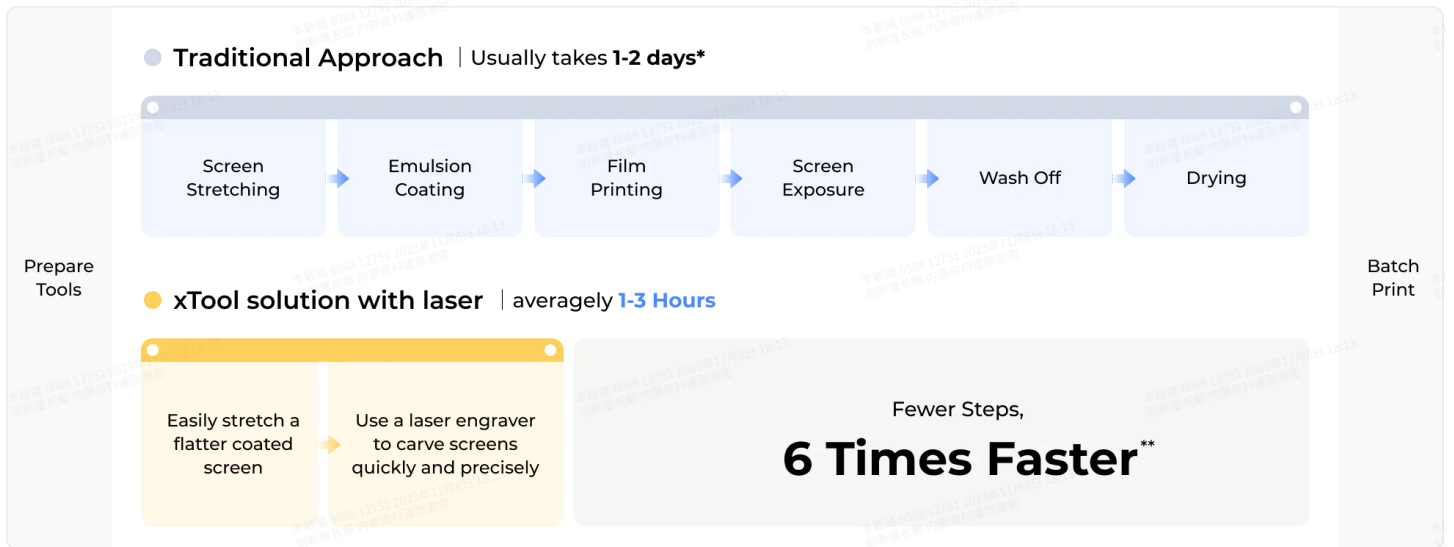 Traditional Approach | Usually takes 1-2 days*
Screen
Stretching
Emulsion
Coating
Film
Printing
Screen
Exposure
Wash Off
Drying
Prepare
Tools
Batch
Print
xTool solution with laser | averagely 1-3 Hours
Easily stretch a
flatter coated
screen
Use a laser engraver
to carve screens
quickly and precisely
Fewer Steps,
6 Times Faster**